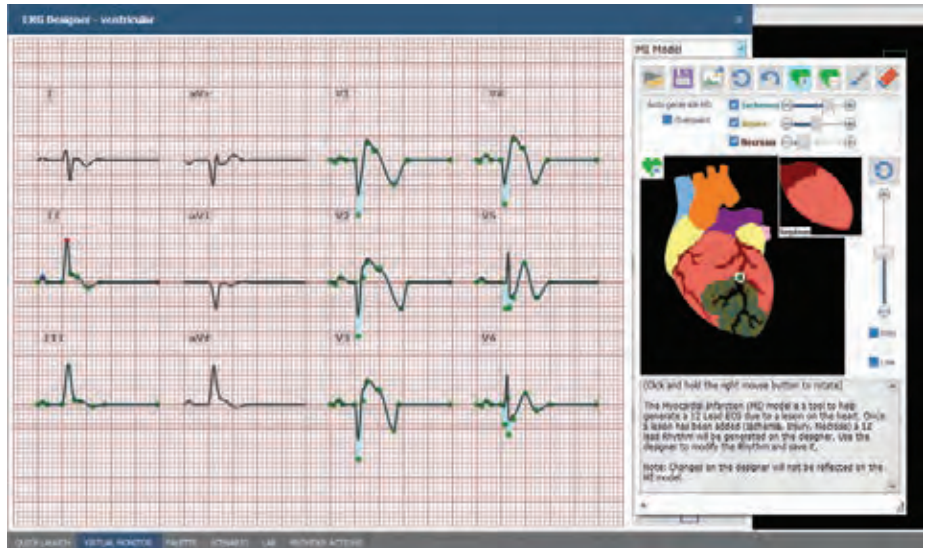 EKG Designer - ventricular
MI Model
I
aVr
V1
V4
Auto generate MI:
Ischemia
Injury
Necrosis
II
aVL
V2
V5
III
aVF
V3
V6
(Click and hold the right mouse button to rotate)
The Myocardial Infarction (MI) model is a tool to help
generate a 12 Lead ECG due to a lesion on the heart. Once
a lesion has been added (Ischemia, Injury, Necrosis) a 12
lead Rhythm will be generated on the designer. Use the
designer to modify the Rhythm and save it.
Note: Changes on the designer will not be reflected on the
MI model.
QUICK LAUNCH VIRTUAL MONITOR PALETTE SCENARIO LAB